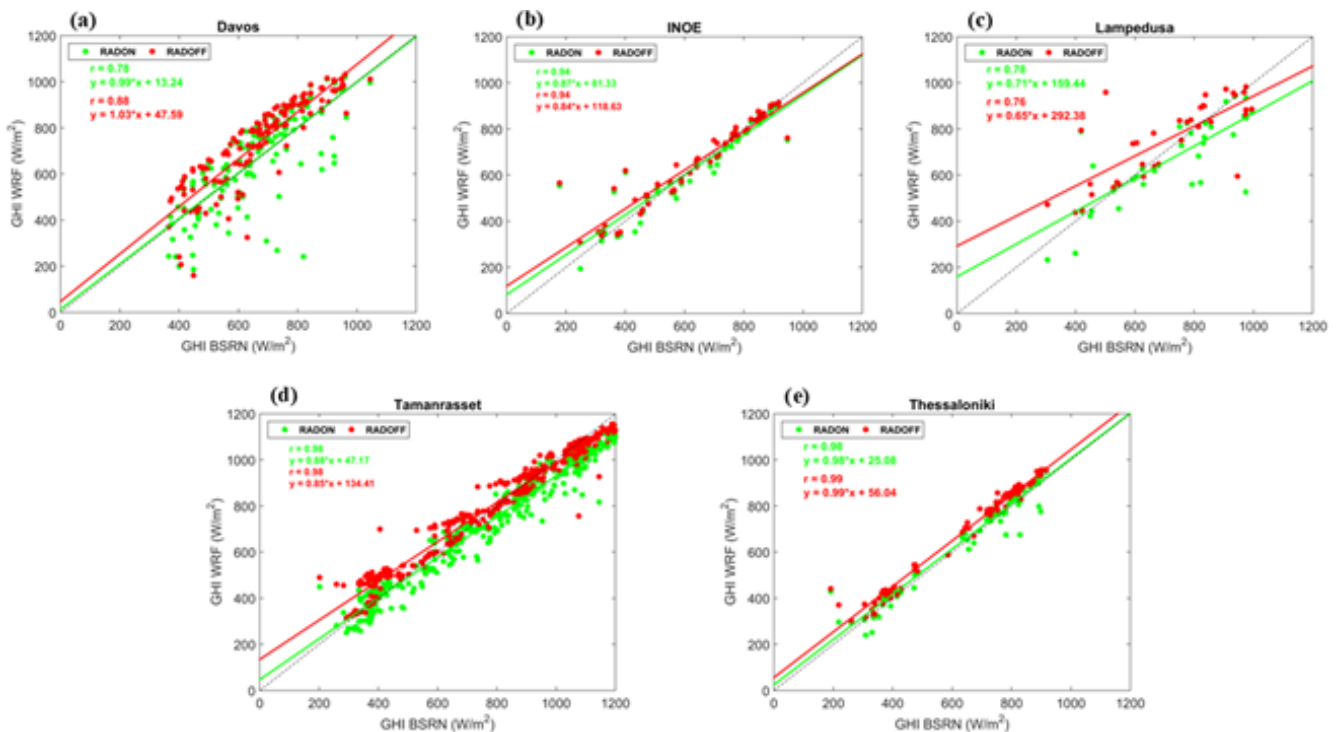 (a)
Davos
RADON RADOFF
r = 0.78
y = 0.99*x + 13.24
r = 0.88
y = 1.03*x + 47.59
1200
1000
800
600
400
200
0
GHI WRF (W/m²)
0 200 400 600 800 1000 1200
GHI BSRN (W/m²)
(b)
INOE
RADON RADOFF
r = 0.94
y = 0.87*x + 81.33
r = 0.94
y = 0.84*x + 118.63
1200
1000
800
600
400
200
0
GHI WRF (W/m²)
0 200 400 600 800 1000 1200
GHI BSRN (W/m²)
(c)
Lampedusa
RADON RADOFF
r = 0.78
y = 0.71*x + 159.44
r = 0.76
y = 0.65*x + 292.38
1200
1000
800
600
400
200
0
GHI WRF (W/m²)
0 200 400 600 800 1000 1200
GHI BSRN (W/m²)
(d)
Tamanrasset
RADON RADOFF
r = 0.98
y = 0.88*x + 47.17
r = 0.98
y = 0.85*x + 134.41
1200
1000
800
600
400
200
0
GHI WRF (W/m²)
0 200 400 600 800 1000 1200
GHI BSRN (W/m²)
(e)
Thessaloniki
RADON RADOFF
r = 0.98
y = 0.98*x + 25.08
r = 0.99
y = 0.99*x + 56.04
1200
1000
800
600
400
200
0
GHI WRF (W/m²)
0 200 400 600 800 1000 1200
GHI BSRN (W/m²)